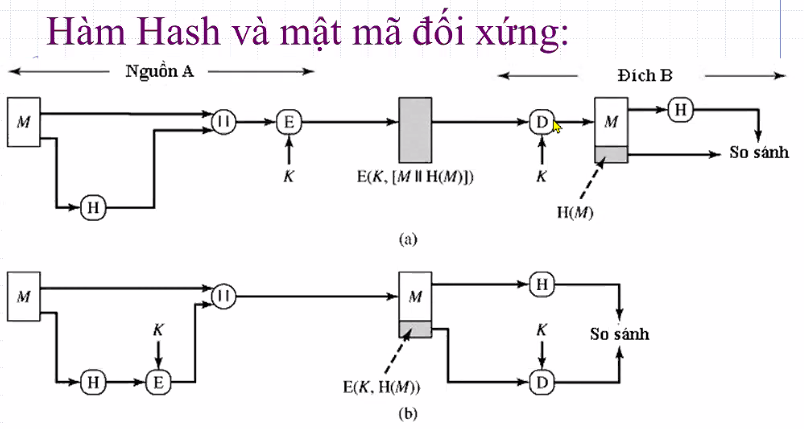 Hàm Hash và mật mã đối xứng:
Nguồn A
Đích B
M
||
E
D
M
H
K
E(K, [M || H(M)])
K
So sánh
H
H(M)
(a)
M
||
M
H
K
K
So sánh
H
E
E(K, H(M))
D
(b)